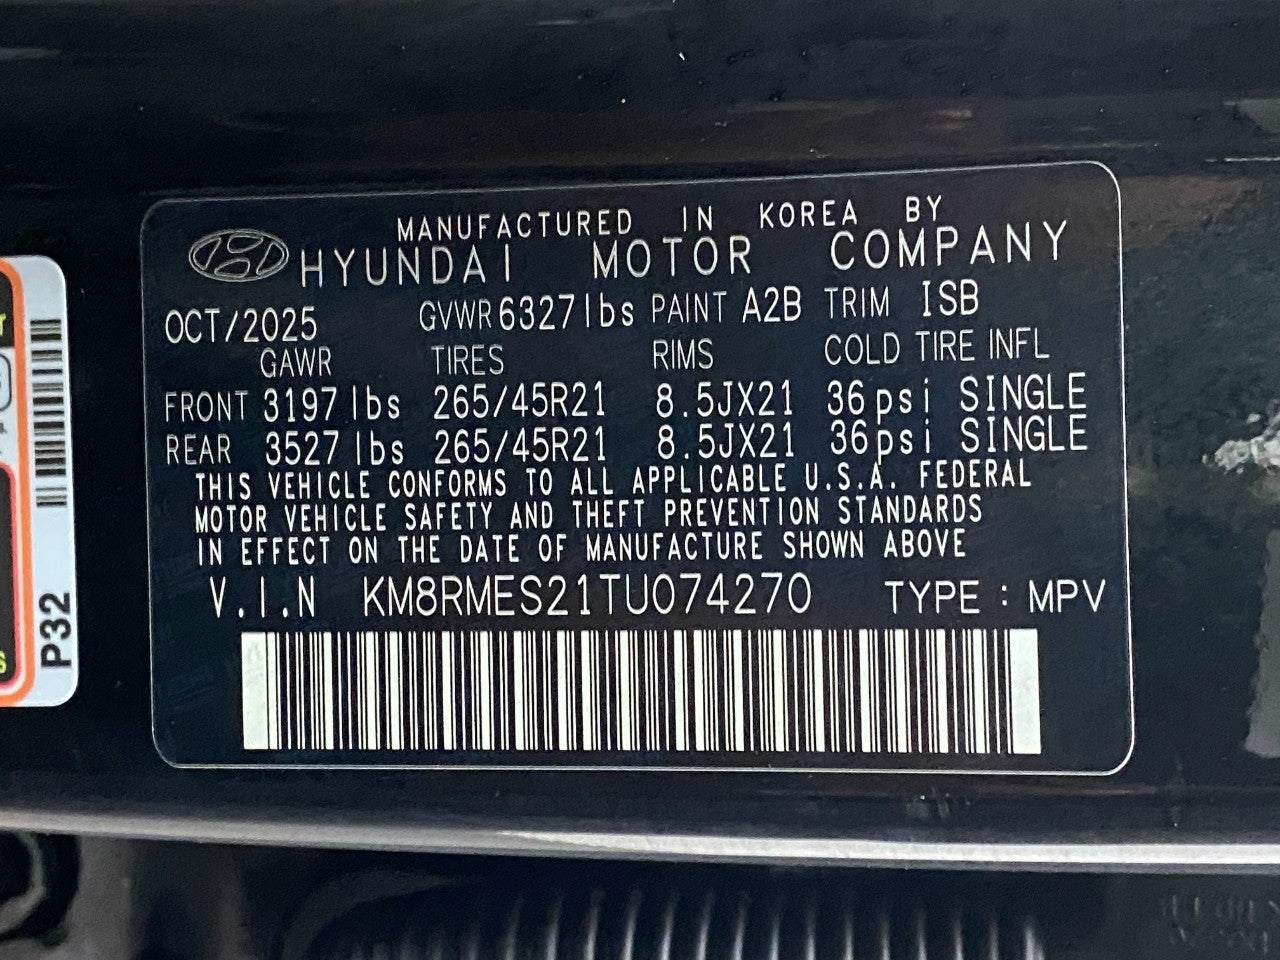 MANUFACTURED IN KOREA BY
HYUNDAI MOTOR COMPANY
OCT/2025 GVWR 6327lbs PAINT A2B TRIM ISB
GAWR TIRES RIMS COLD TIRE INFL
FRONT 3197lbs 265/45R21 8.5JX21 36psi SINGLE
REAR 3527lbs 265/45R21 8.5JX21 36psi SINGLE
THIS VEHICLE CONFORMS TO ALL APPLICABLE U.S.A. FEDERAL
MOTOR VEHICLE SAFETY AND THEFT PREVENTION STANDARDS
IN EFFECT ON THE DATE OF MANUFACTURE SHOWN ABOVE
V.I.N KM8RMES21TU074270 TYPE : MPV
P32